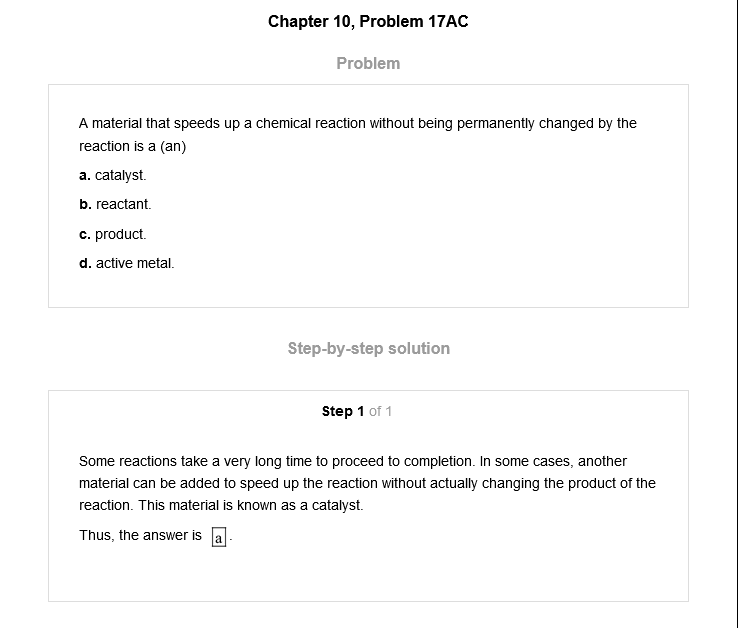 Chapter 10, Problem 17AC
Problem
A material that speeds up a chemical reaction without being permanently changed by the
reaction is a (an)
a. catalyst.
b. reactant.
c. product.
d. active metal.
Step-by-step solution
Step 1 of 1
Some reactions take a very long time to proceed to completion. In some cases, another
material can be added to speed up the reaction without actually changing the product of the
reaction. This material is known as a catalyst.
Thus, the answer is a.